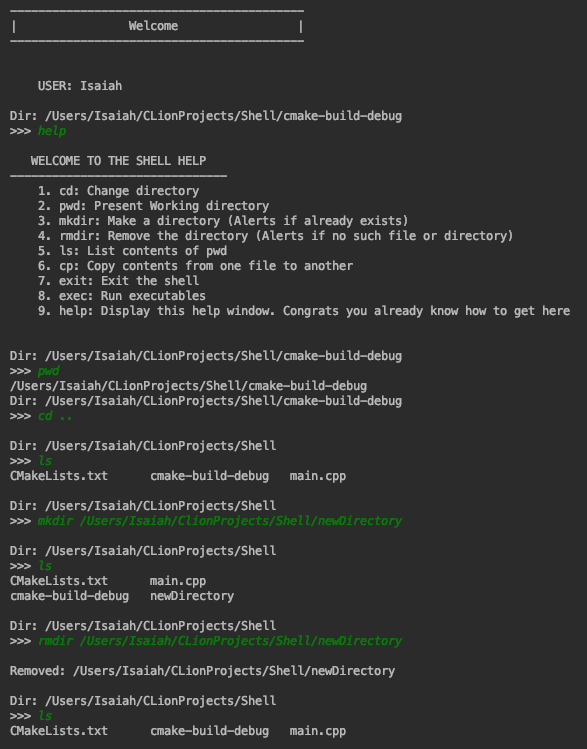 | Welcome |
USER: Isaiah
Dir: /Users/Isaiah/CLionProjects/Shell/cmake-build-debug
>>> help
WELCOME TO THE SHELL HELP
-------------------------------
1. cd: Change directory
2. pwd: Present Working directory
3. mkdir: Make a directory (Alerts if already exists)
4. rmdir: Remove the directory (Alerts if no such file or directory)
5. ls: List contents of pwd
6. cp: Copy contents from one file to another
7. exit: Exit the shell
8. exec: Run executables
9. help: Display this help window. Congrats you already know how to get here
Dir: /Users/Isaiah/CLionProjects/Shell/cmake-build-debug
>>> pwd
/Users/Isaiah/CLionProjects/Shell/cmake-build-debug
Dir: /Users/Isaiah/CLionProjects/Shell/cmake-build-debug
>>> cd ..
Dir: /Users/Isaiah/CLionProjects/Shell
>>> ls
CMakeLists.txt cmake-build-debug main.cpp
Dir: /Users/Isaiah/CLionProjects/Shell
>>> mkdir /Users/Isaiah/ClionProjects/Shell/newDirectory
Dir: /Users/Isaiah/CLionProjects/Shell
>>> ls
CMakeLists.txt main.cpp
cmake-build-debug newDirectory
Dir: /Users/Isaiah/CLionProjects/Shell
>>> rmdir /Users/Isaiah/CLionProjects/Shell/newDirectory
Removed: /Users/Isaiah/CLionProjects/Shell/newDirectory
Dir: /Users/Isaiah/CLionProjects/Shell
>>> ls
CMakeLists.txt cmake-build-debug main.cpp